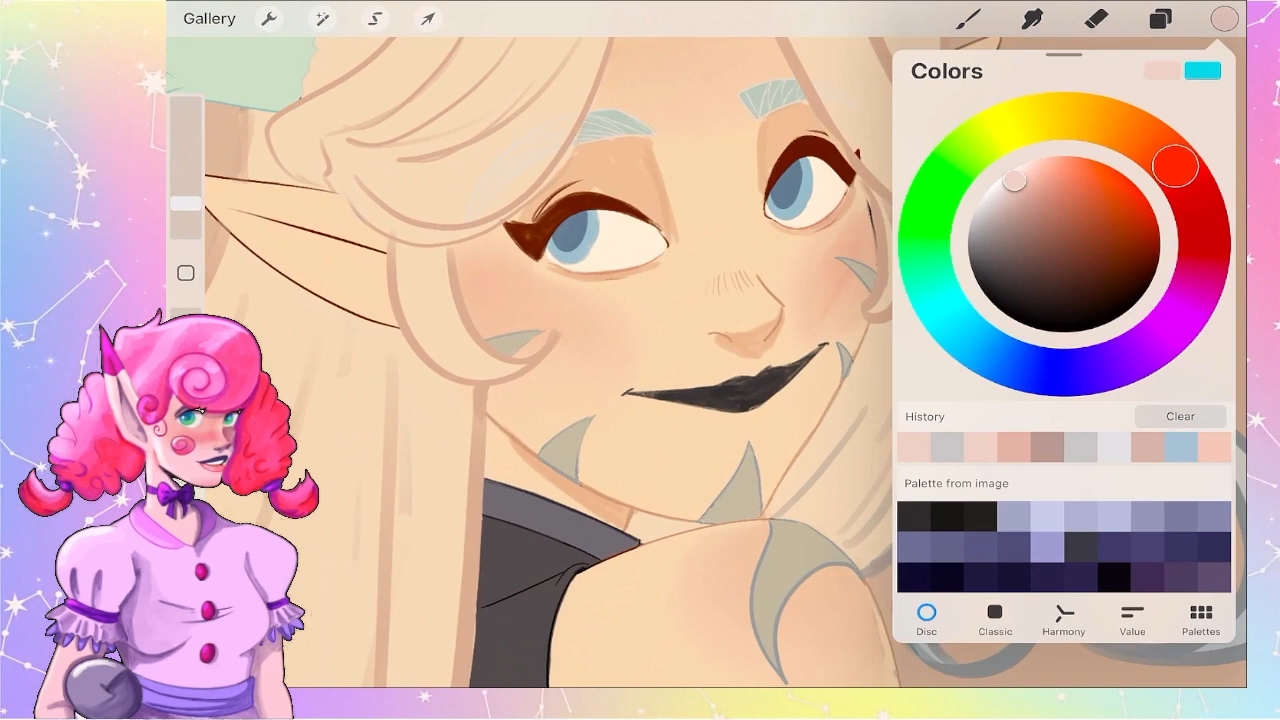 Gallery
Colors
History
Clear
Palette from image
Disc
Classic
Harmony
Value
Palettes